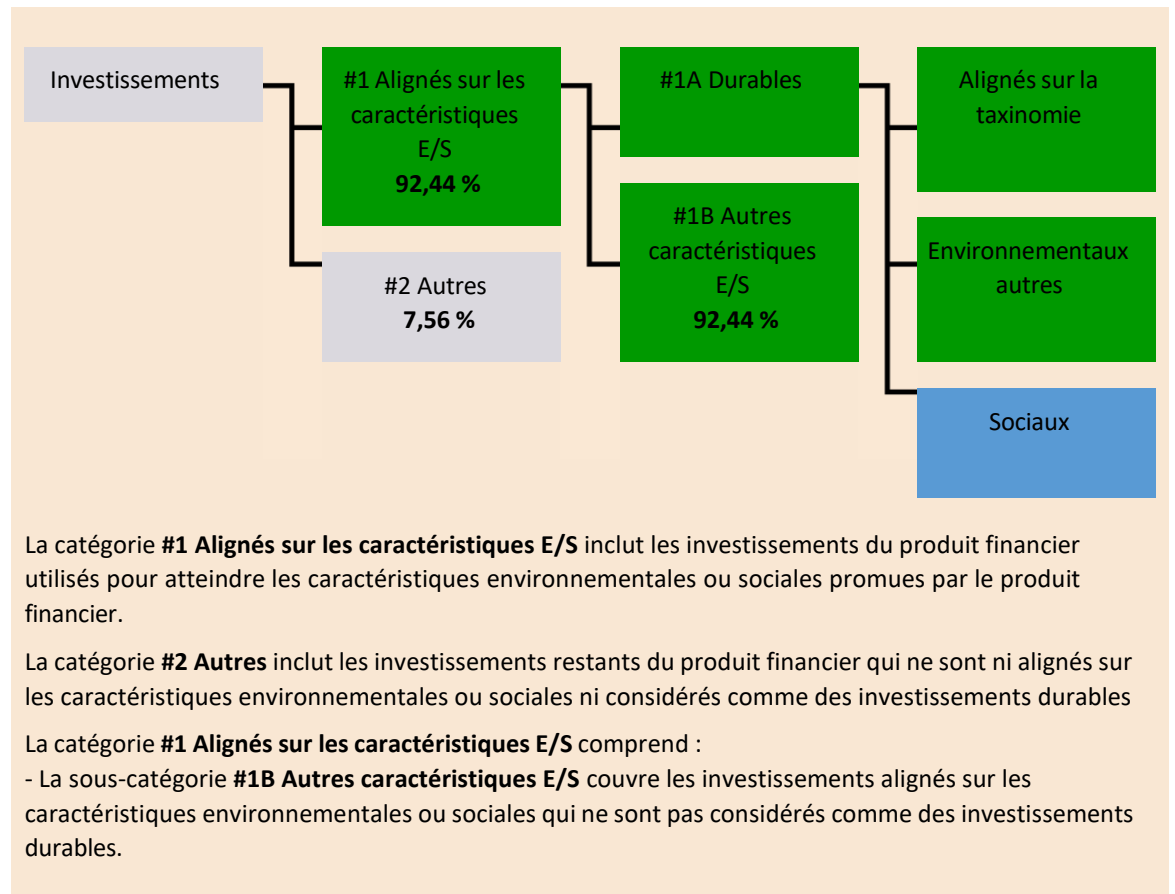 Investissements
#1 Alignés sur les
caractéristiques
E/S
92,44 %
#2 Autres
7,56 %
#1A Durables
#1B Autres
caractéristiques
E/S
92,44 %
Alignés sur la
taxinomie
Environnementaux
autres
Sociaux
La catégorie #1 Alignés sur les caractéristiques E/S inclut les investissements du produit financier
utilisés pour atteindre les caractéristiques environnementales ou sociales promues par le produit
financier.
La catégorie #2 Autres inclut les investissements restants du produit financier qui ne sont ni alignés sur
les caractéristiques environnementales ou sociales ni considérés comme des investissements durables
La catégorie #1 Alignés sur les caractéristiques E/S comprend :
- La sous-catégorie #1B Autres caractéristiques E/S couvre les investissements alignés sur les
caractéristiques environnementales ou sociales qui ne sont pas considérés comme des investissements
durables.